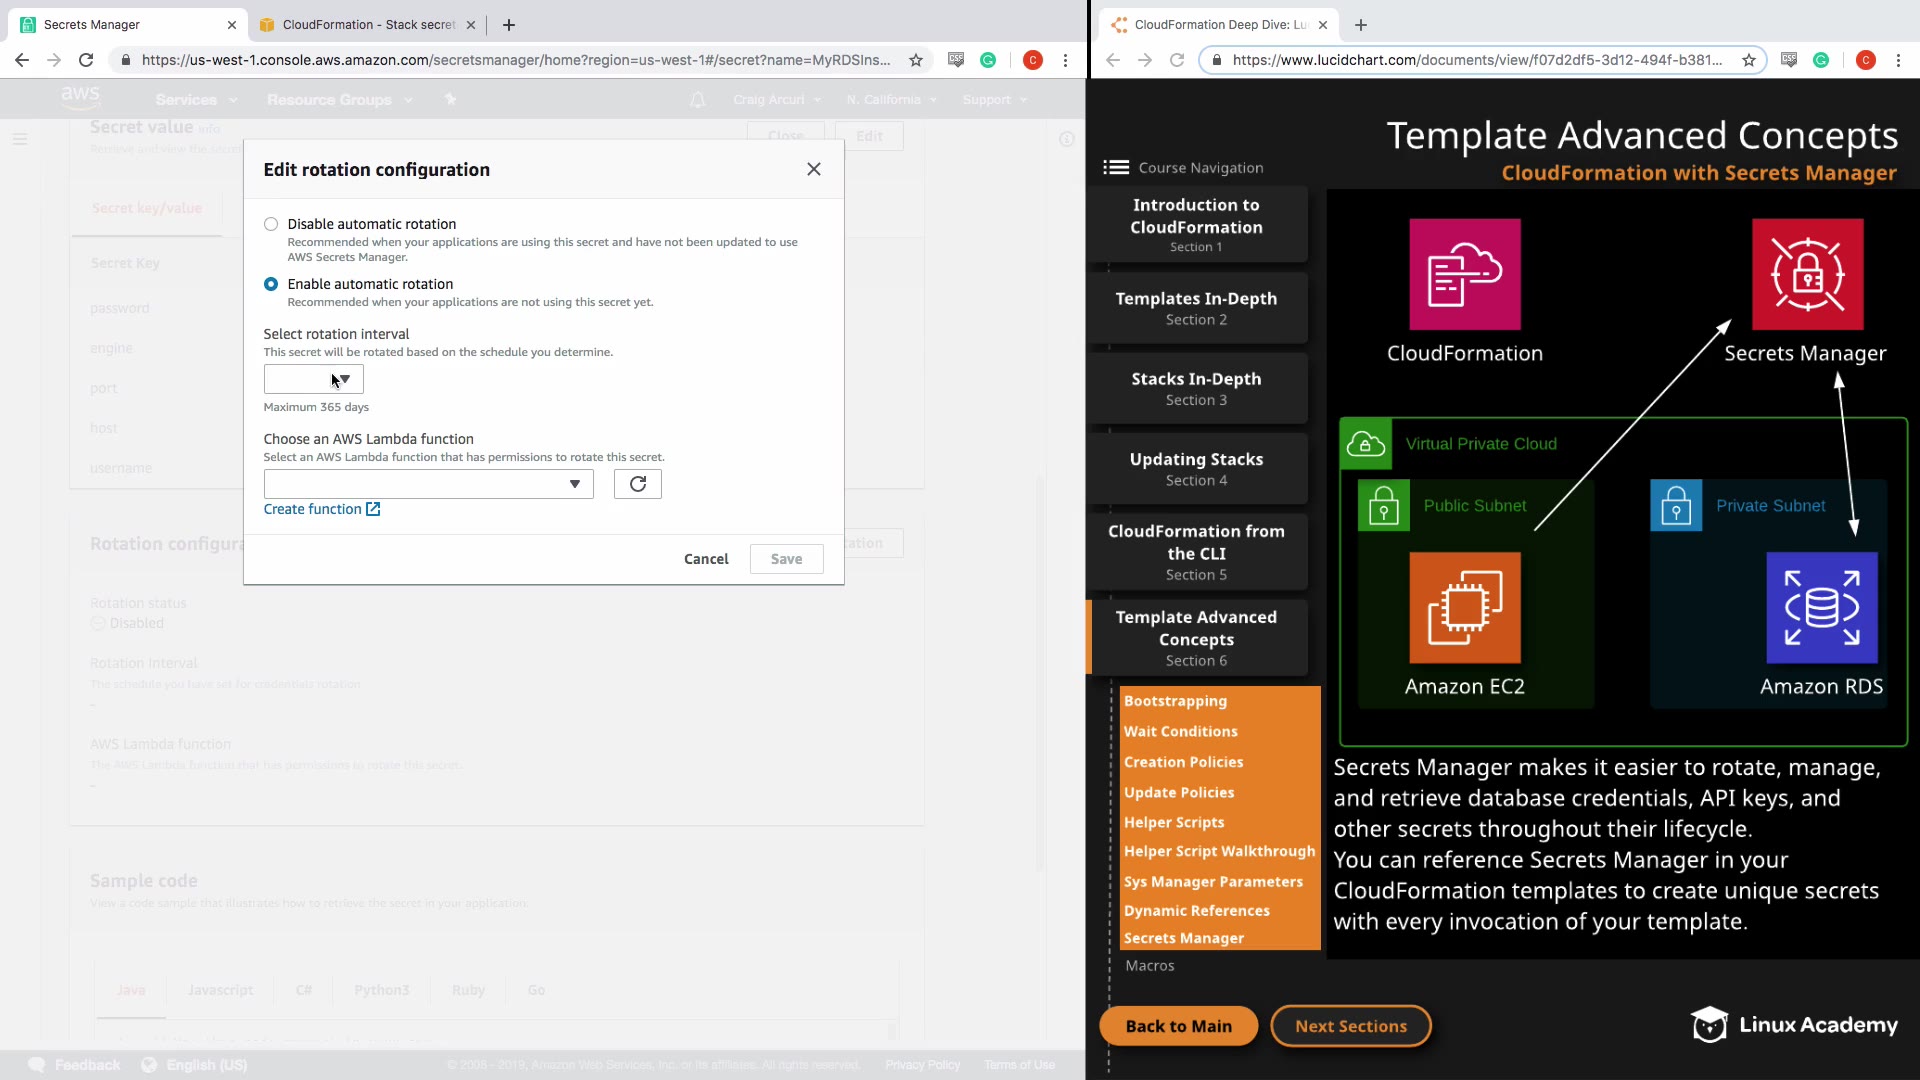 Secrets Manager
CloudFormation - Stack secret
https://us-west-1.console.aws.amazon.com/secretsmanager/home?region=us-west-1#/secret?name=MyRDSIns...
C
aws
Services
Resource Groups
Craig Arcuri
N. California
Support
Secret value
Info
Close
Edit
Secret key/value
Secret Key
password
engine
port
host
username
Edit rotation configuration
Disable automatic rotation
Recommended when your applications are using this secret and have not been updated to use
AWS Secrets Manager.
Enable automatic rotation
Recommended when your applications are not using this secret yet.
Select rotation interval
This secret will be rotated based on the schedule you determine.
Maximum 365 days
Choose an AWS Lambda function
Select an AWS Lambda function that has permissions to rotate this secret.
Create function
Cancel
Save
Rotation status
Disabled
Rotation Interval
The schedule you have set for credentials rotation
-
AWS Lambda function
The AWS Lambda function that has permissions to rotate this secret.
-
Sample code
View a code sample that illustrates how to retrieve the secret in your application.
Java
Javascript
C#
Python3
Ruby
Go
Feedback
English (US)
© 2008 - 2019, Amazon Web Services, Inc. or its affiliates. All rights reserved.
Privacy Policy
Terms of Use
CloudFormation Deep Dive: Lu
https://www.lucidchart.com/documents/view/f07d2df5-3d12-494f-b381...
C
Template Advanced Concepts
CloudFormation with Secrets Manager
Course Navigation
Introduction to
CloudFormation
Section 1
Templates In-Depth
Section 2
Stacks In-Depth
Section 3
Updating Stacks
Section 4
CloudFormation from
the CLI
Section 5
Template Advanced
Concepts
Section 6
Bootstrapping
Wait Conditions
Creation Policies
Update Policies
Helper Scripts
Helper Script Walkthrough
Sys Manager Parameters
Dynamic References
Secrets Manager
Macros
Back to Main
Next Sections
CloudFormation
Secrets Manager
Virtual Private Cloud
Public Subnet
Private Subnet
Amazon EC2
Amazon RDS
Secrets Manager makes it easier to rotate, manage,
and retrieve database credentials, API keys, and
other secrets throughout their lifecycle.
You can reference Secrets Manager in your
CloudFormation templates to create unique secrets
with every invocation of your template.
Linux Academy